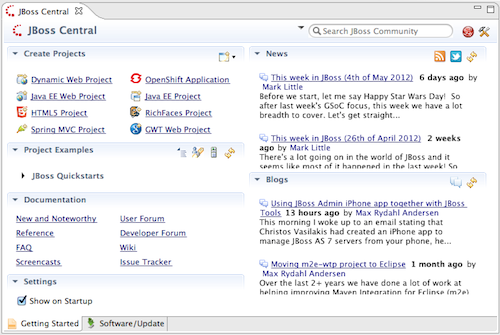 JBoss Central
JBoss Central
Search JBoss Community
Create Projects
Dynamic Web Project
OpenShift Application
Java EE Web Project
Java EE Project
HTML5 Project
RichFaces Project
Spring MVC Project
GWT Web Project
Project Examples
JBoss Quickstarts
Documentation
New and Noteworthy
User Forum
Reference
Developer Forum
FAQ
Wiki
Screencasts
Issue Tracker
Settings
Show on Startup
News
This week in JBoss (4th of May 2012) 6 days ago by
Mark Little
Before we start, let me say Happy Star Wars Day! So
after last week's GSoC focus, this week we have a lot
breadth to cover. Let's get straight...
This week in JBoss (26th of April 2012) 2 weeks
ago by Mark Little
There's a lot going on in the world of JBoss and it
seems like most of it happened in the last week! So
Blogs
Using JBoss Admin iPhone app together with JBoss
Tools 13 hours ago by Max Rydahl Andersen
This morning I woke up to an email stating that
Christos Vasilakis had created an iPhone app to
manage JBoss AS 7 servers from your phone, he...
Moving m2e-wtp project to Eclipse 1 month ago by
Max Rydahl Andersen
Over the last 2+ years we have done a lot of work at
helping improving Maven Integration for Eclipse (m2e)
Getting Started
Software/Update